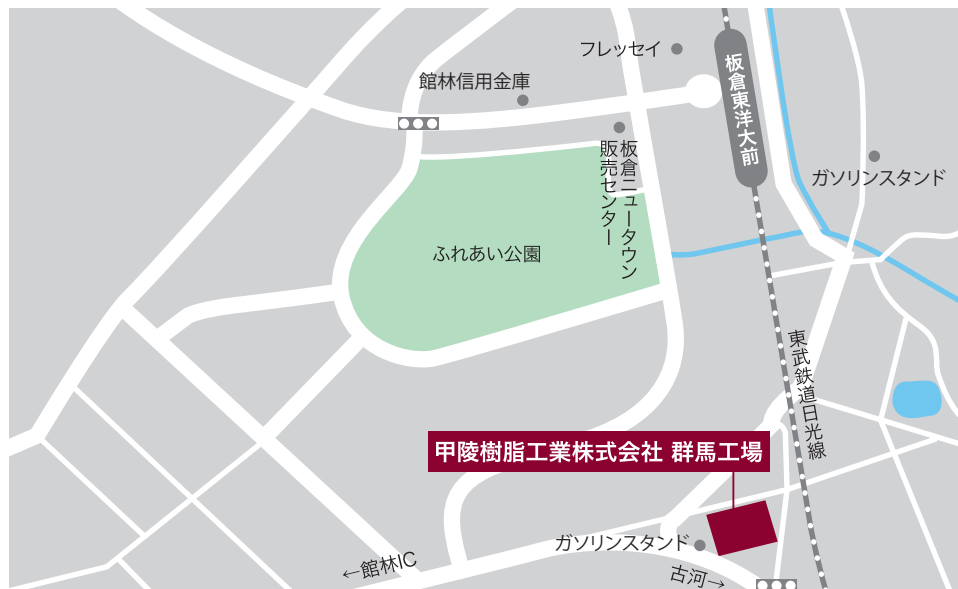 フレッセイ
館林信用金庫
板倉東洋大前
板倉ニュータウン
販売センター
ガソリンスタンド
ふれあい公園
東武鉄道日光線
甲陵樹脂工業株式会社 群馬工場
ガソリンスタンド
←館林IC
古河→